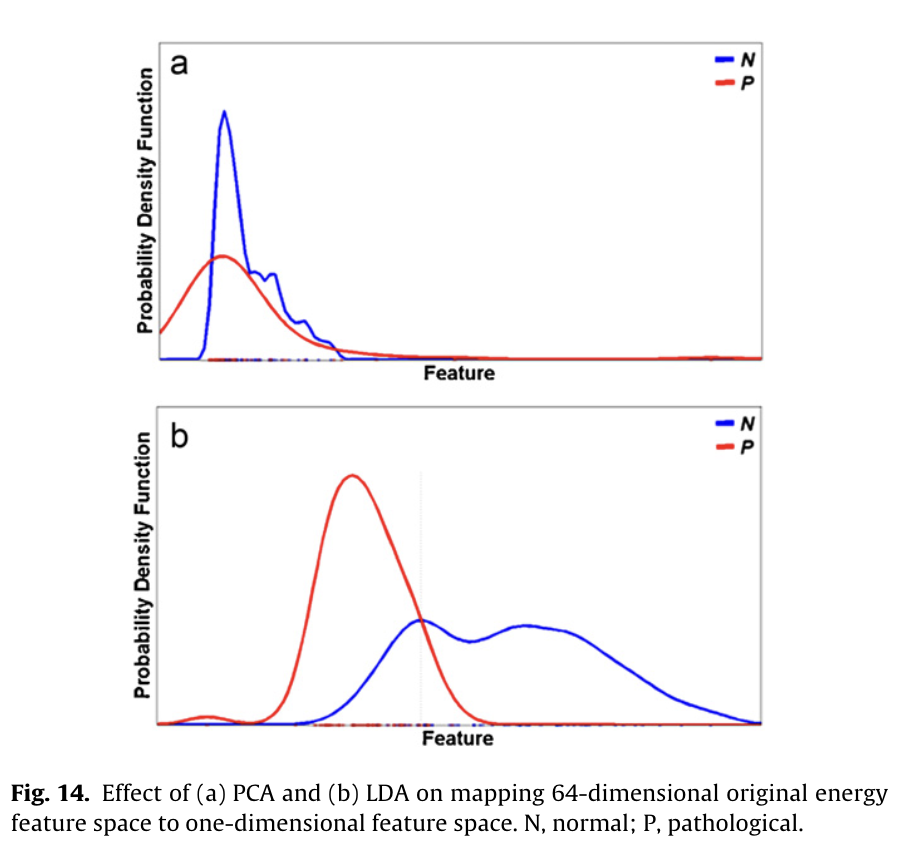 a
N
P
Probability Density Function
Feature
b
N
P
Probability Density Function
Feature
Fig. 14. Effect of (a) PCA and (b) LDA on mapping 64-dimensional original energy
feature space to one-dimensional feature space. N, normal; P, pathological.